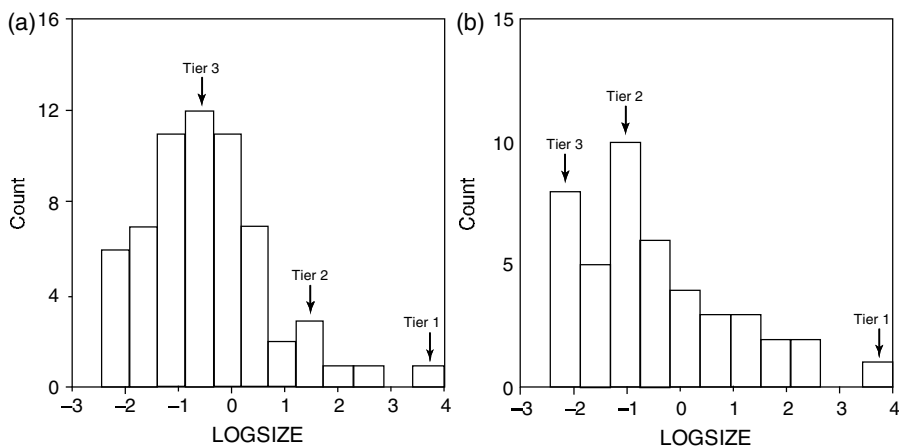 (a)
16
12
8
4
0
Count
Tier 3
Tier 2
Tier 1
–3 –2 –1 0 1 2 3 4
LOGSIZE
(b)
15
10
5
0
Count
Tier 3
Tier 2
Tier 1
–3 –2 –1 0 1 2 3 4
LOGSIZE